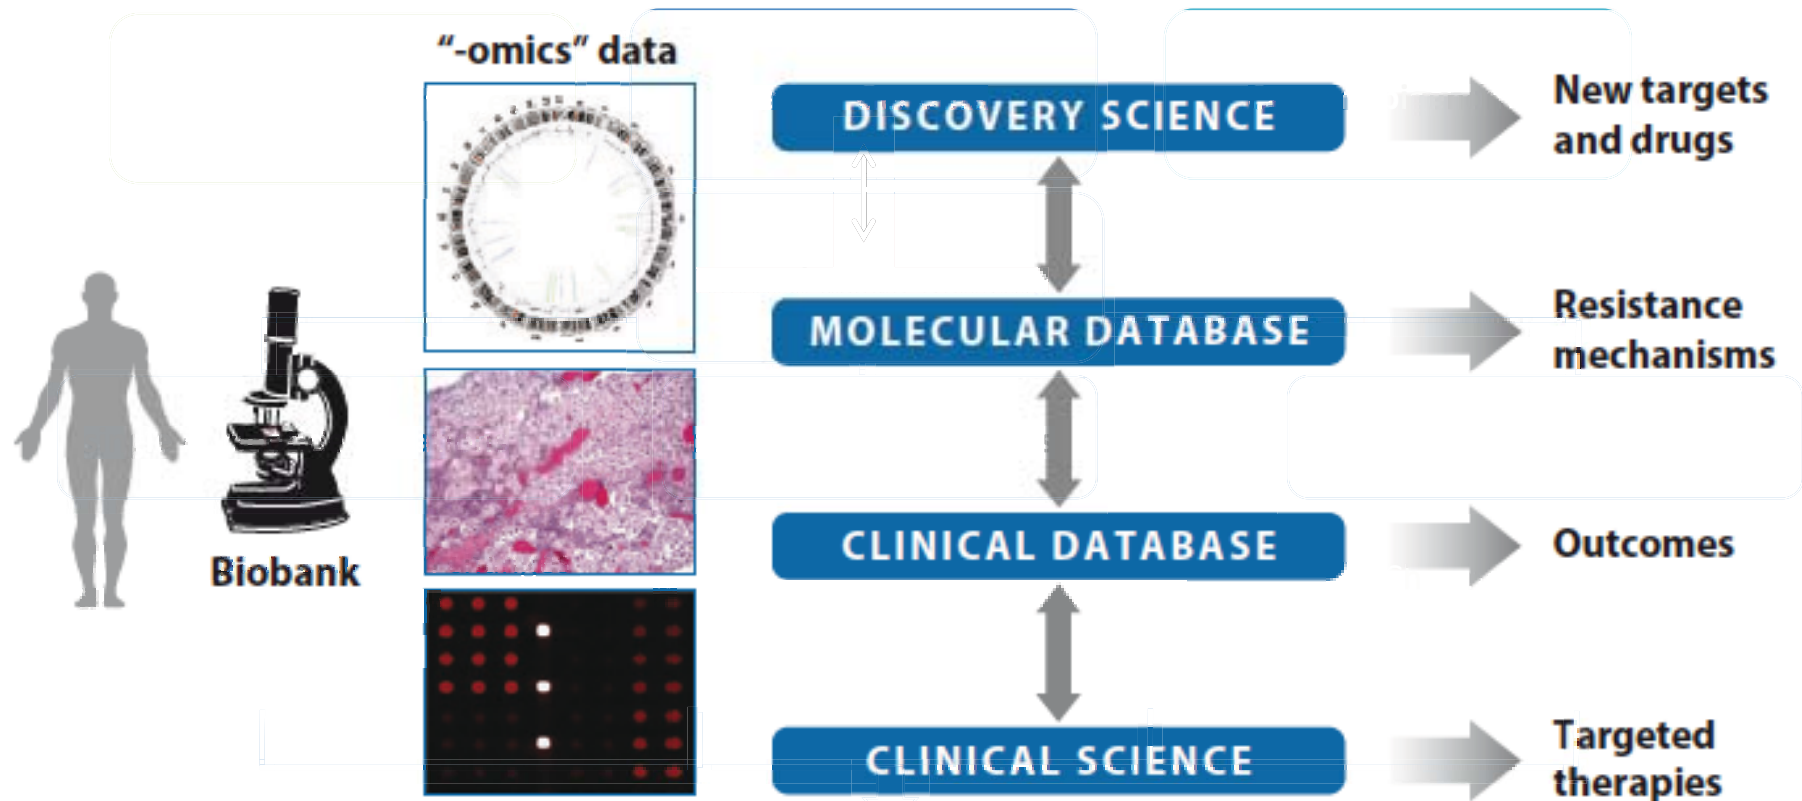 “-omics” data
DISCOVERY SCIENCE
New targets
and drugs
MOLECULAR DATABASE
Resistance
mechanisms
Biobank
CLINICAL DATABASE
Outcomes
CLINICAL SCIENCE
Targeted
therapies